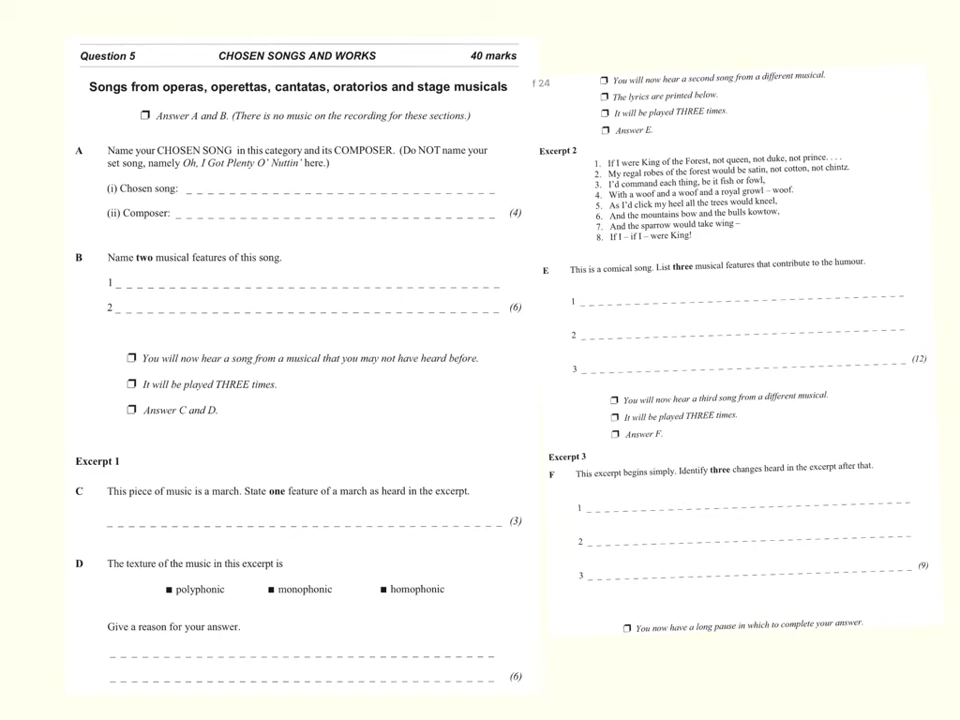 Question 5 CHOSEN SONGS AND WORKS 40 marks
Songs from operas, operettas, cantatas, oratorios and stage musicals
❐ Answer A and B. (There is no music on the recording for these sections.)
A Name your CHOSEN SONG in this category and its COMPOSER. (Do NOT name your
set song, namely Oh, I Got Plenty O' Nuttin' here.)
(i) Chosen song: _ _ _ _ _ _ _ _ _ _ _ _ _ _ _ _ _ _ _ _
(ii) Composer: _ _ _ _ _ _ _ _ _ _ _ _ _ _ _ _ _ _ _ _ (4)
B Name two musical features of this song.
1 _ _ _ _ _ _ _ _ _ _ _ _ _ _ _ _ _ _ _ _
2 _ _ _ _ _ _ _ _ _ _ _ _ _ _ _ _ _ _ _ _ (6)
❐ You will now hear a song from a musical that you may not have heard before.
❐ It will be played THREE times.
❐ Answer C and D.
Excerpt 1
C This piece of music is a march. State one feature of a march as heard in the excerpt.
_ _ _ _ _ _ _ _ _ _ _ _ _ _ _ _ _ _ _ _ (3)
D The texture of the music in this excerpt is
■ polyphonic ■ monophonic ■ homophonic
Give a reason for your answer.
_ _ _ _ _ _ _ _ _ _ _ _ _ _ _ _ _ _ _ _
_ _ _ _ _ _ _ _ _ _ _ _ _ _ _ _ _ _ _ _ (6)
f 24
❐ You will now hear a second song from a different musical.
❐ The lyrics are printed below.
❐ It will be played THREE times.
❐ Answer E.
Excerpt 2
1. If I were King of the Forest, not queen, not duke, not prince. . . .
2. My regal robes of the forest would be satin, not cotton, not chintz.
3. I'd command each thing, be it fish or fowl,
4. With a woof and a woof and a royal growl – woof.
5. As I'd click my heel all the trees would kneel,
6. And the mountains bow and the bulls kowtow,
7. And the sparrow would take wing –
8. If I – if I – were King!
E This is a comical song. List three musical features that contribute to the humour.
1 _ _ _ _ _ _ _ _ _ _ _ _ _ _ _ _ _ _ _ _
2 _ _ _ _ _ _ _ _ _ _ _ _ _ _ _ _ _ _ _ _
3 _ _ _ _ _ _ _ _ _ _ _ _ _ _ _ _ _ _ _ _ (12)
❐ You will now hear a third song from a different musical.
❐ It will be played THREE times.
❐ Answer F.
Excerpt 3
F This excerpt begins simply. Identify three changes heard in the excerpt after that.
1 _ _ _ _ _ _ _ _ _ _ _ _ _ _ _ _ _ _ _ _
2 _ _ _ _ _ _ _ _ _ _ _ _ _ _ _ _ _ _ _ _
3 _ _ _ _ _ _ _ _ _ _ _ _ _ _ _ _ _ _ _ _ (9)
❐ You now have a long pause in which to complete your answer.